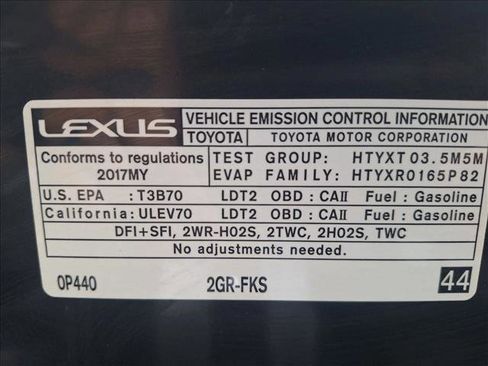 LEXUS VEHICLE EMISSION CONTROL INFORMATION
TOYOTA TOYOTA MOTOR CORPORATION
Conforms to regulations TEST GROUP: HTYXT03.5M5M
2017MY EVAP FAMILY: HTYXR0165P82
U.S. EPA : T3B70 LDT2 OBD : CAII Fuel : Gasoline
California: ULEV70 LDT2 OBD : CAII Fuel : Gasoline
DFI+SFI, 2WR-HO2S, 2TWC, 2HO2S, TWC
No adjustments needed.
0P440 2GR-FKS 44